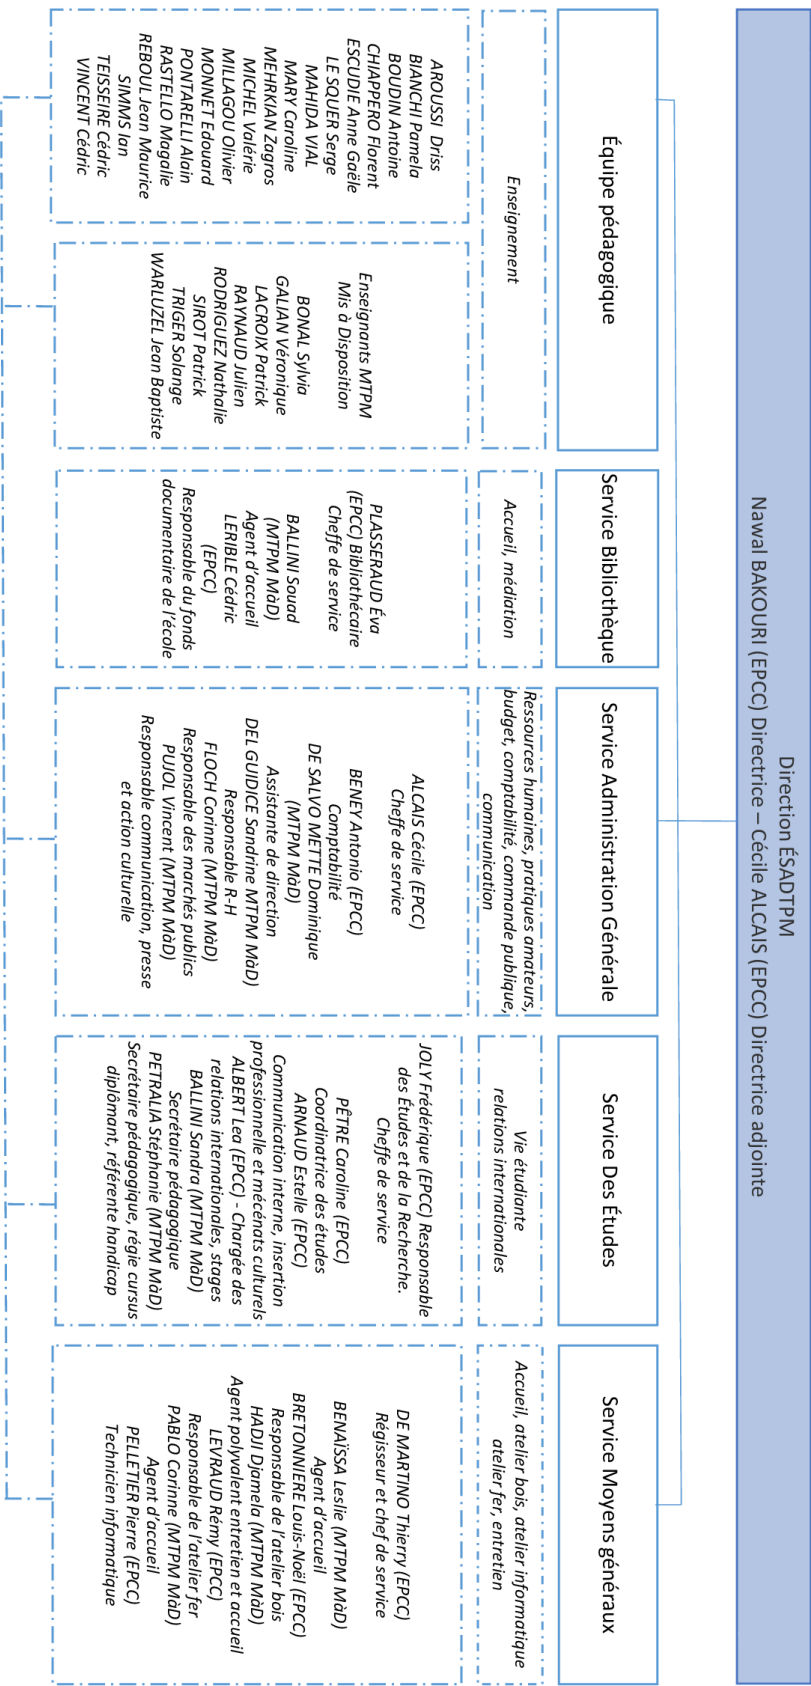 Direction ÉSADTPM
Nawal BAKOURI (EPCC) Directrice – Cécile ALCAIS (EPCC) Directrice adjointe
Équipe pédagogique
Enseignement
AROUSSI Driss
BIANCHI Pamela
BOUDIN Antoine
CHIAPPERO Florent
ESCUDIE Anne Gaële
LE SQUER Serge
MAHIDA VIAL
MARY Caroline
MEHRKIAN Zagros
MICHEL Valérie
MILLAGOU Olivier
MONNET Edouard
PONTARELLI Alain
RASTELLO Magalie
REBOUL Jean Maurice
SIMMS Ian
TEISSEIRE Cédric
VINCENT Cédric
Enseignants MTPM
Mis à Disposition
BONAL Sylvia
GALIAN Véronique
LACROIX Patrick
RAYNAUD Julien
RODRIGUEZ Nathalie
SIROT Patrick
TRIGER Solange
WARLUZEL Jean Baptiste
Service Bibliothèque
Accueil, médiation
PLASSERAUD Éva
(EPCC) Bibliothécaire
Cheffe de service
BALLINI Souad
(MTPM MàD)
Agent d'accueil
LERIBLE Cédric
(EPCC)
Responsable du fonds
documentaire de l'école
Service Administration Générale
Ressources humaines, pratiques amateurs,
budget, comptabilité, commande publique,
communication
ALCAIS Cécile (EPCC)
Cheffe de service
BENEY Antonio (EPCC)
Comptabilité
DE SALVO METTE Dominique
(MTPM MàD)
Assistante de direction
DEL GUIDICE Sandrine MTPM MàD)
Responsable R-H
FLOCH Corinne (MTPM MàD)
Responsable des marchés publics
PUJOL Vincent (MTPM MàD)
Responsable communication, presse
et action culturelle
Service Des Études
Vie étudiante
relations internationales
JOLY Frédérique (EPCC) Responsable
des Études et de la Recherche.
Cheffe de service
PÊTRE Caroline (EPCC)
Coordinatrice des études
ARNAUD Estelle (EPCC)
Communication interne, insertion
professionnelle et mécénats culturels
ALBERT Lea (EPCC) - Chargée des
relations internationales, stages
BALLINI Sandra (MTPM MàD)
Secrétaire pédagogique
PETRALIA Stéphanie (MTPM MàD)
Secrétaire pédagogique, régie cursus
diplômant, référente handicap
Service Moyens généraux
Accueil, atelier bois, atelier informatique
atelier fer, entretien
DE MARTINO Thierry (EPCC)
Régisseur et chef de service
BENAÏSSA Leslie (MTPM MàD)
Agent d'accueil
BRETONNIERE Louis-Noël (EPCC)
Responsable de l'atelier bois
HADJI Djamela (MTPM MàD)
Agent polyvalent entretien et accueil
LEVRAUD Rémy (EPCC)
Responsable de l'atelier fer
PABLO Corinne (MTPM MàD)
Agent d'accueil
PELLETIER Pierre (EPCC)
Technicien informatique